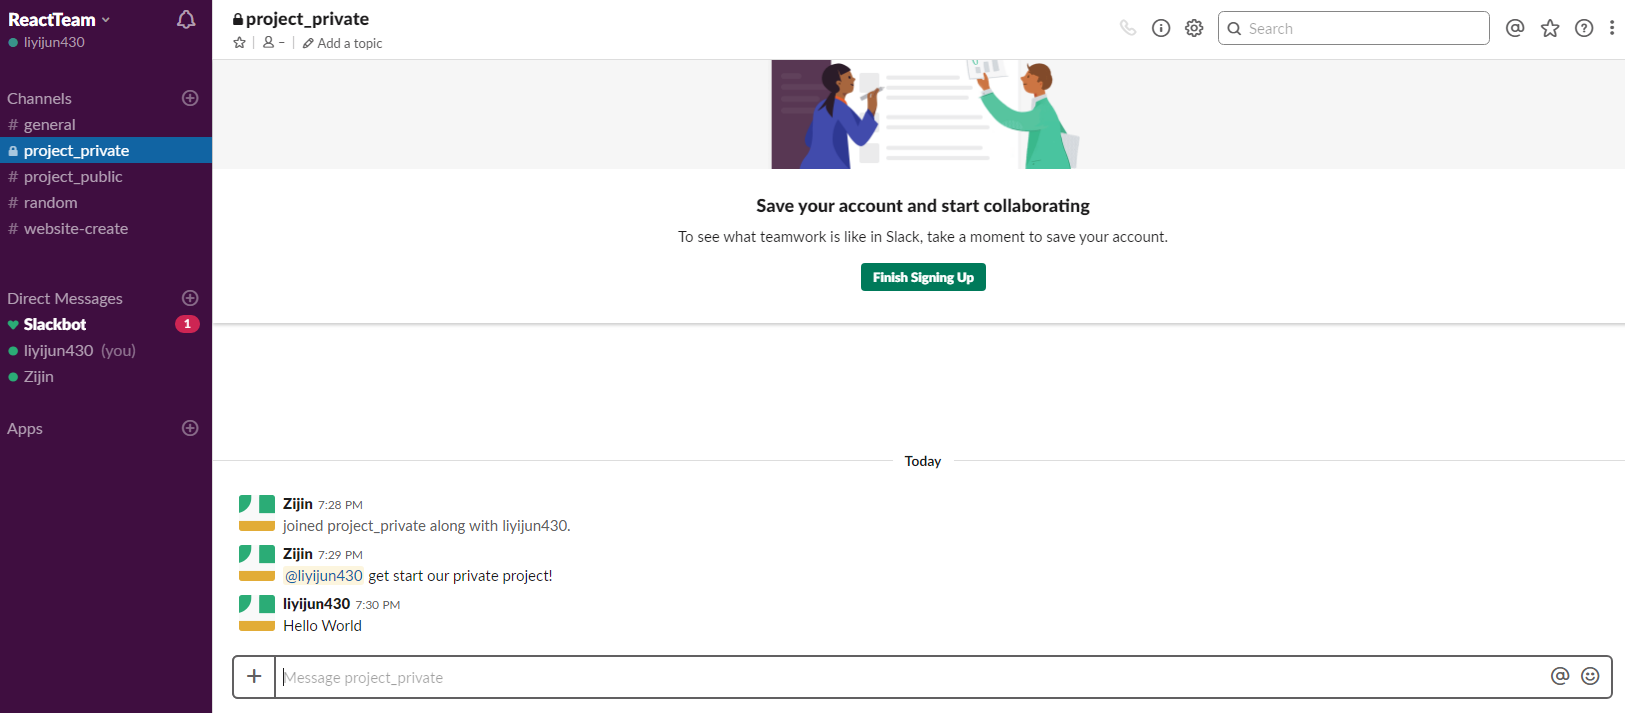 ReactTeam
liyijun430
Channels
# general
project_private
# project_public
# random
# website-create
Direct Messages
Slackbot 1
liyijun430 (you)
Zijin
Apps
project_private
– Add a topic
Search
Save your account and start collaborating
To see what teamwork is like in Slack, take a moment to save your account.
Finish Signing Up
Today
Zijin 7:28 PM
joined project_private along with liyijun430.
Zijin 7:29 PM
@liyijun430 get start our private project!
liyijun430 7:30 PM
Hello World
Message project_private